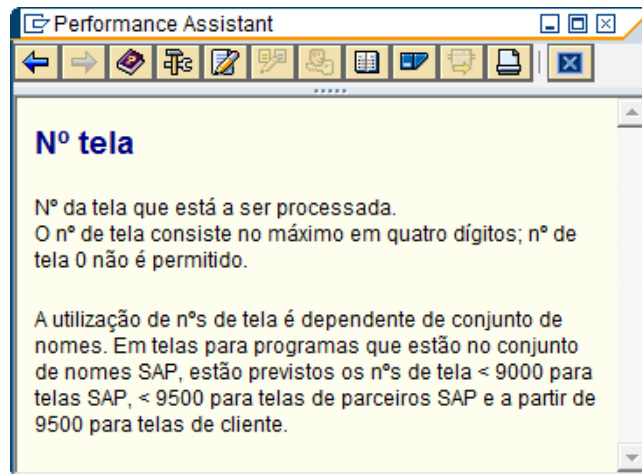 Performance Assistant
Nº tela
Nº da tela que está a ser processada.
O nº de tela consiste no máximo em quatro dígitos; nº de
tela 0 não é permitido.
A utilização de nºs de tela é dependente de conjunto de
nomes. Em telas para programas que estão no conjunto
de nomes SAP, estão previstos os nºs de tela < 9000 para
telas SAP, < 9500 para telas de parceiros SAP e a partir de
9500 para telas de cliente.